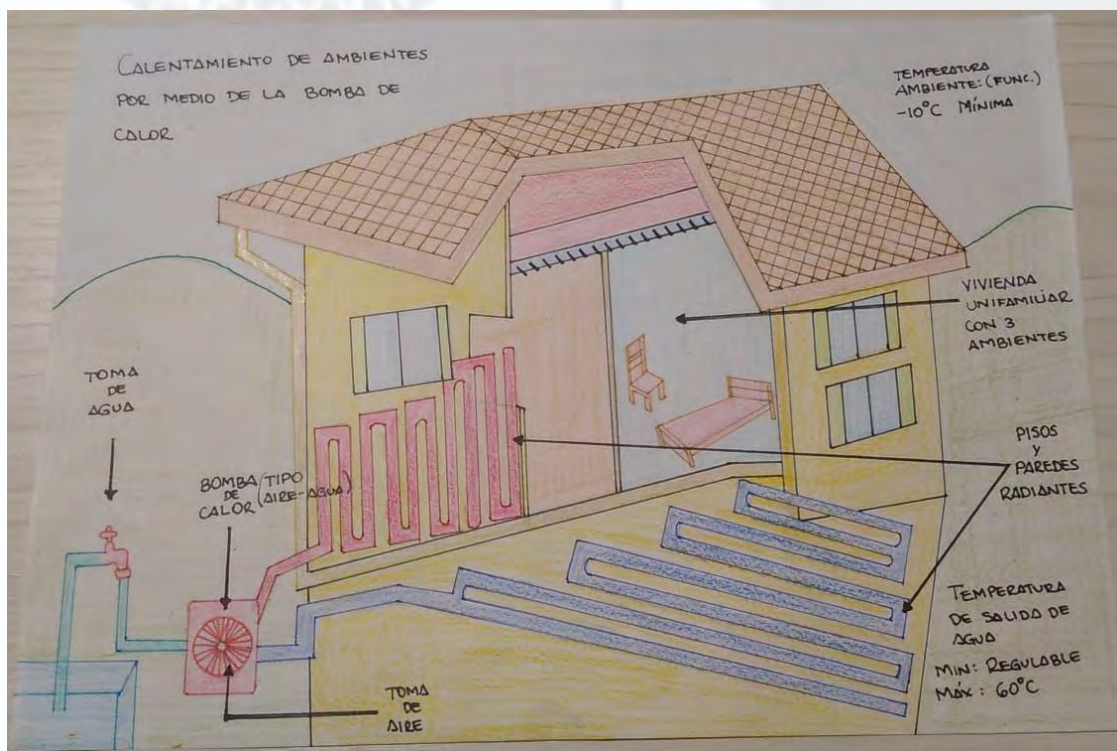 CALENTAMIENTO DE AMBIENTES
POR MEDIO DE LA BOMBA DE
CALOR
TEMPERATURA
AMBIENTE: (FUNC.)
-10°C MÍNIMA
VIVIENDA
UNIFAMILIAR
CON 3
AMBIENTES
TOMA
DE
AGUA
BOMBA (TIPO
DE (AIRE-AGUA)
CALOR
PISOS
Y
PAREDES
RADIANTES
TEMPERATURA
DE SALIDA DE
AGUA
MIN: REGULABLE
MÁX: 60°C
TOMA
DE
AIRE